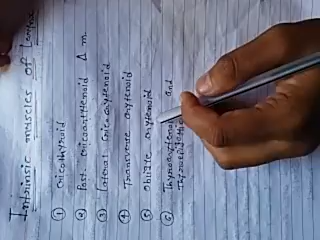 Intrinsic muscles of Larynx
① Cricothyroid
② Post. cricoarytenoid Δ m.
③ Lateral cricoarytenoid
④ Transverse arytenoid
⑤ Oblique arytenoid
⑥ Thyroarytenoid and